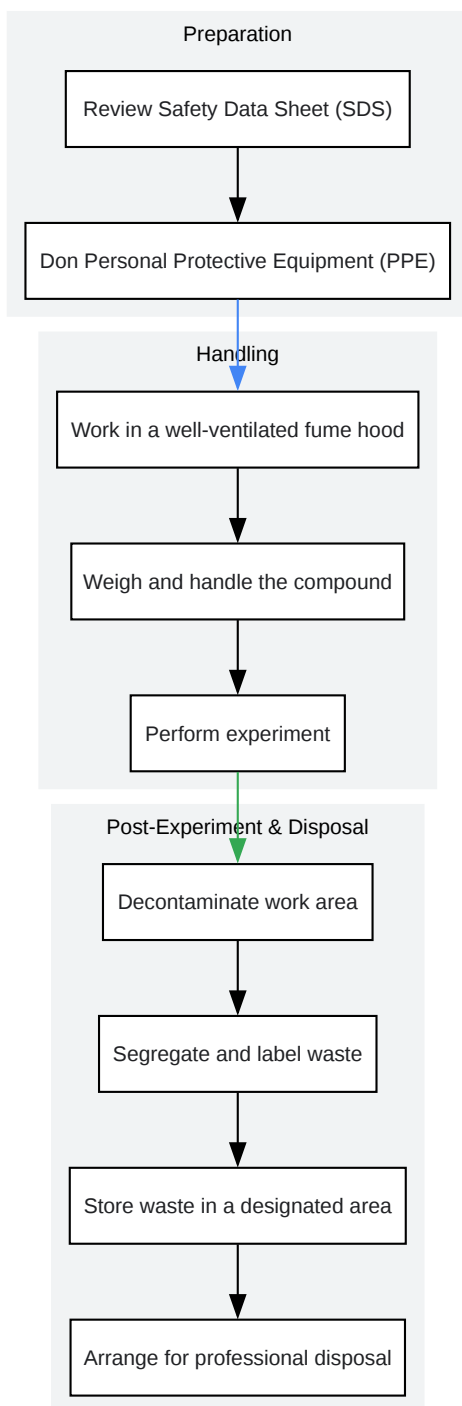 Preparation
Review Safety Data Sheet (SDS)
Don Personal Protective Equipment (PPE)
Handling
Work in a well-ventilated fume hood
Weigh and handle the compound
Perform experiment
Post-Experiment & Disposal
Decontaminate work area
Segregate and label waste
Store waste in a designated area
Arrange for professional disposal